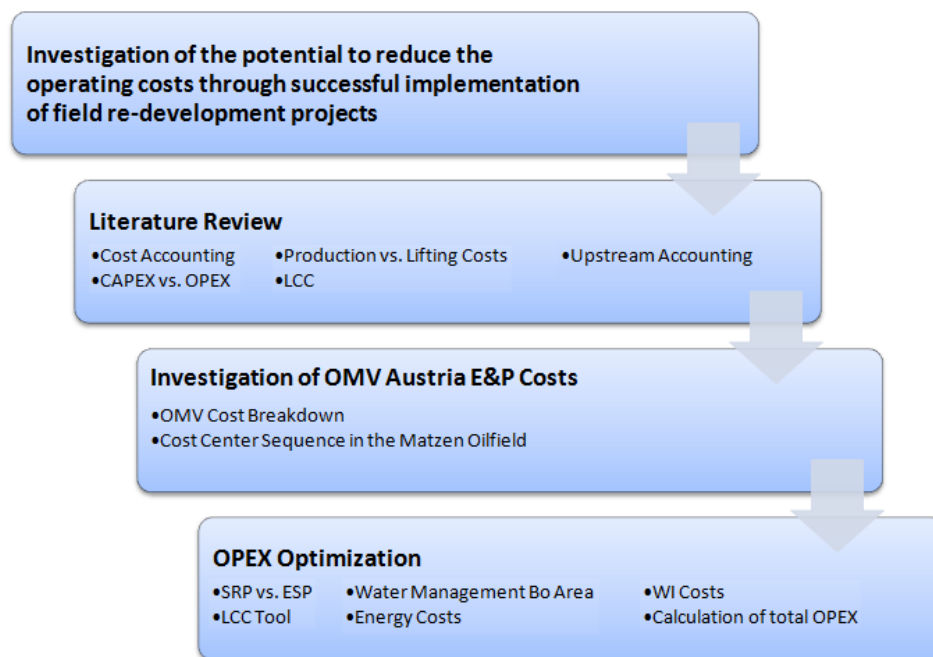 Investigation of the potential to reduce the
operating costs through successful implementation
of field re-development projects
Literature Review
•Cost Accounting •Production vs. Lifting Costs •Upstream Accounting
•CAPEX vs. OPEX •LCC
Investigation of OMV Austria E&P Costs
•OMV Cost Breakdown
•Cost Center Sequence in the Matzen Oilfield
OPEX Optimization
•SRP vs. ESP •Water Management Bo Area •WI Costs
•LCC Tool •Energy Costs •Calculation of total OPEX